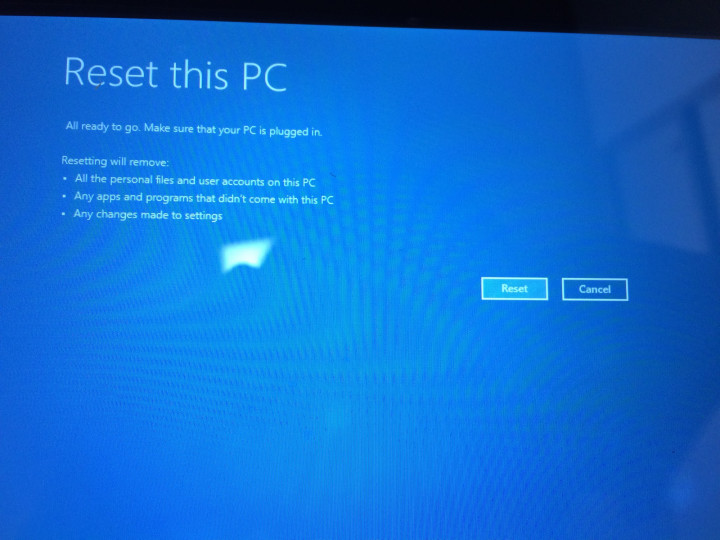 Reset this PC
All ready to go. Make sure that your PC is plugged in.
Resetting will remove:
• All the personal files and user accounts on this PC
• Any apps and programs that didn't come with this PC
• Any changes made to settings
Reset Cancel